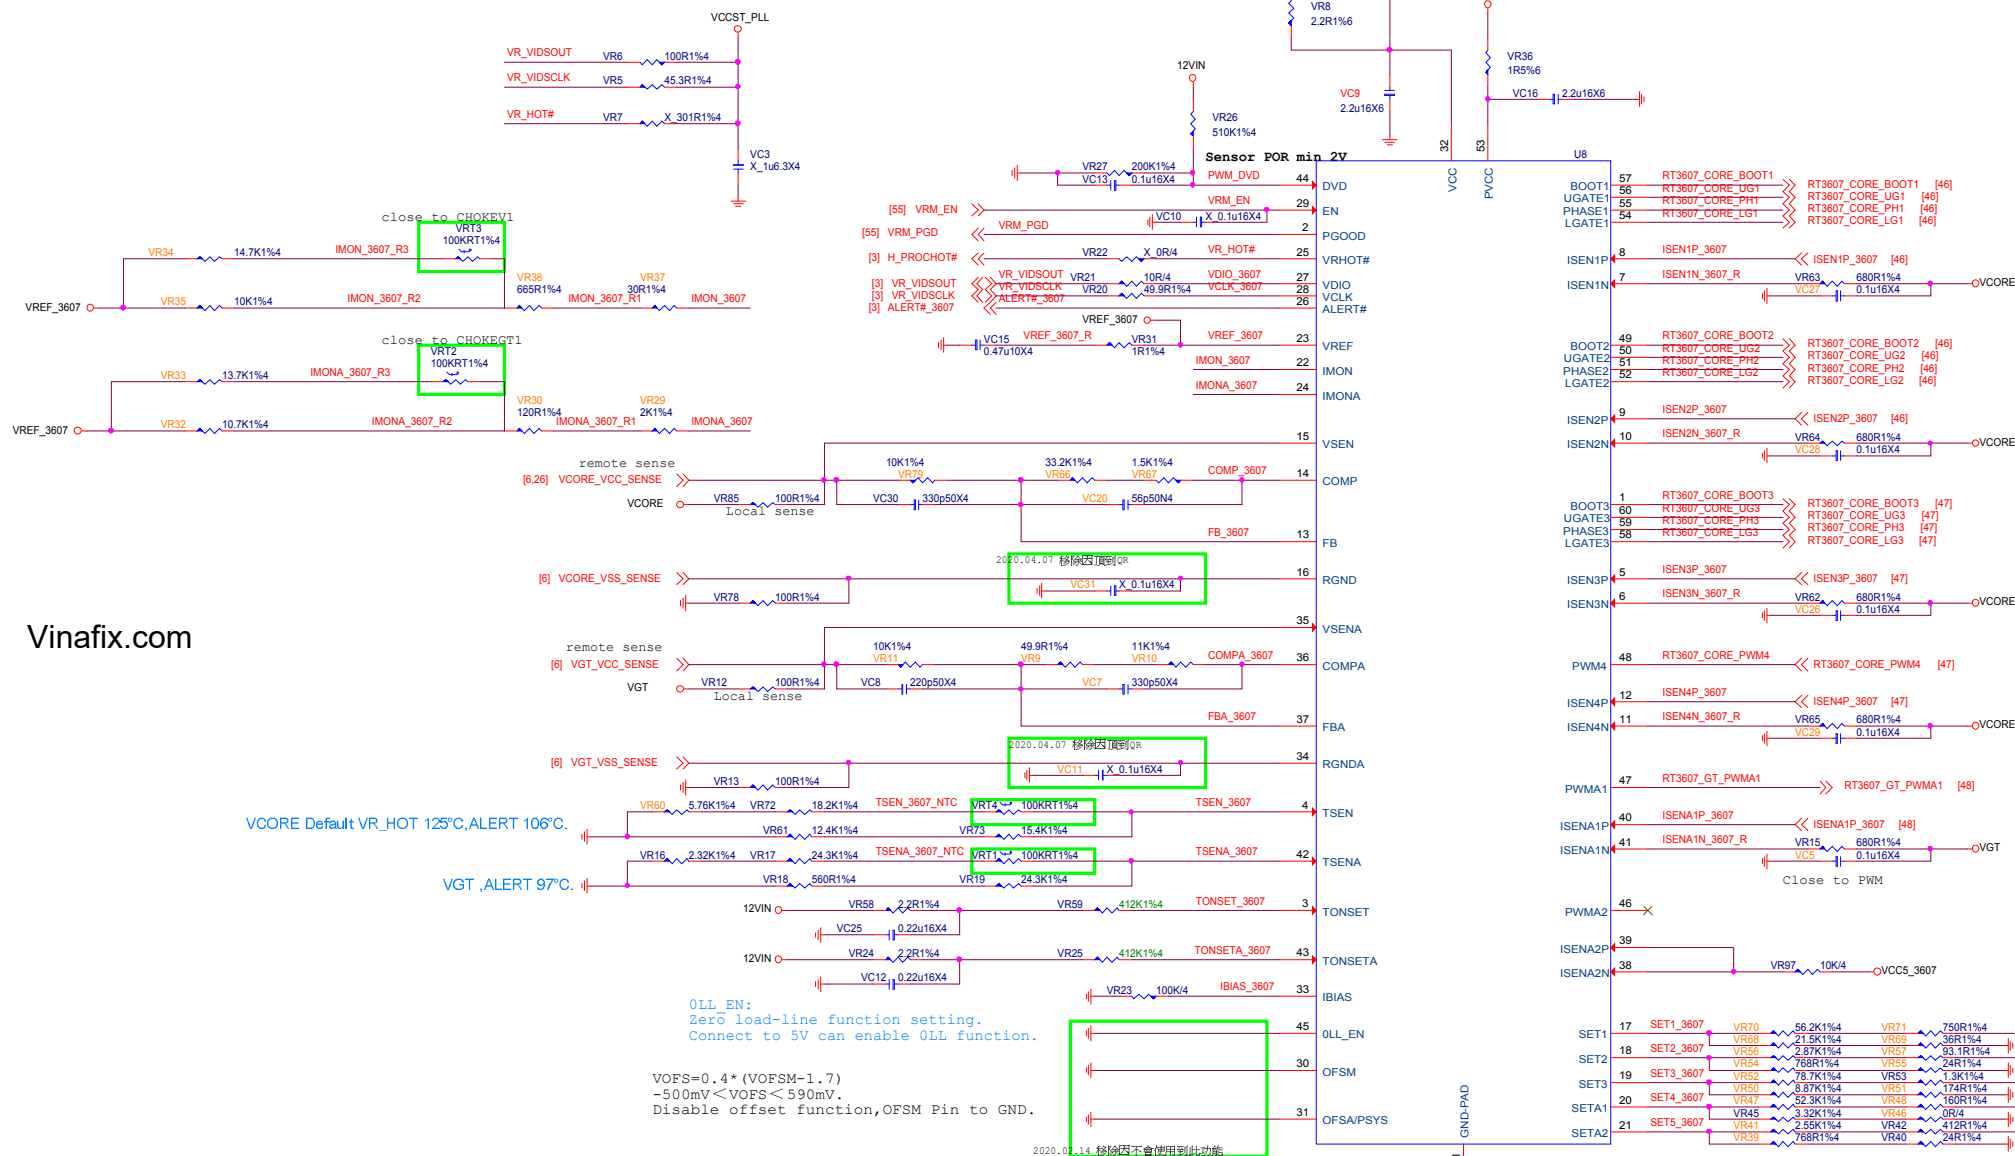 VCCST_PLL
VR_VIDSOUT VR6 100R1%4
VR_VIDSCLK VR5 45.3R1%4
VR_HOT# VR7 X_301R1%4
VC3
X_1u6.3X4
VR8
2.2R1%6
VR36
1R5%6
VC9
2.2u16X6
VC16 2.2u16X6
12VIN
VR26
510K1%4
Sensor POR min 2V
VR27 200K1%4
VC13 0.1u16X4
PWM_DVD 44 DVD
[55] VRM_EN VRM_EN 29 EN
VC10 X_0.1u16X4
[55] VRM_PGD VRM_PGD 2 PGOOD
[3] H_PROCHOT# VR22 X_0R/4 VR_HOT# 25 VRHOT#
[3] VR_VIDSOUT VR_VIDSOUT VR21 10R/4 VDIO_3607 27 VDIO
[3] VR_VIDSCLK VR_VIDSCLK VR20 49.9R1%4 VCLK_3607 28 VCLK
[3] ALERT#_3607 ALERT#_3607 26 ALERT#
VREF_3607
VC15
0.47u10X4
VREF_3607_R VR31
1R1%4
VREF_3607 23 VREF
IMON_3607 22 IMON
IMONA_3607 24 IMONA
close to CHOKEV1
VRT3
100KRT1%4
VR34 14.7K1%4 IMON_3607_R3
VREF_3607 VR35 10K1%4 IMON_3607_R2
VR38
665R1%4
IMON_3607_R1
VR37
30R1%4
IMON_3607
close to CHOKEGT1
VRT2
100KRT1%4
VR33 13.7K1%4 IMONA_3607_R3
VREF_3607 VR32 10.7K1%4 IMONA_3607_R2
VR30
120R1%4
IMONA_3607_R1
VR29
2K1%4
IMONA_3607
15 VSEN
remote sense
[6,26] VCORE_VCC_SENSE
10K1%4
VR79
33.2K1%4
VR66
1.5K1%4
VR67
COMP_3607 14 COMP
VCORE VR85 100R1%4
Local sense
VC30 330p50X4
VC20 56p50N4
FB_3607 13 FB
2020.04.07 移除因頂到QR
[6] VCORE_VSS_SENSE 16 RGND
VC31 X_0.1u16X4
VR78 100R1%4
Vinafix.com
35 VSENA
remote sense
[6] VGT_VCC_SENSE
10K1%4
VR11
49.9R1%4
VR9
11K1%4
VR10
COMPA_3607 36 COMPA
VGT VR12 100R1%4
Local sense
VC8 220p50X4
VC7 330p50X4
FBA_3607 37 FBA
2020.04.07 移除因頂到QR
[6] VGT_VSS_SENSE 34 RGNDA
VC11 X_0.1u16X4
VR13 100R1%4
VCORE Default VR_HOT 125°C,ALERT 106°C.
VR60 5.76K1%4 VR72 18.2K1%4 TSEN_3607_NTC VRT4 100KRT1%4 TSEN_3607 4 TSEN
VR61 12.4K1%4 VR73 15.4K1%4
VGT ,ALERT 97°C.
VR16 2.32K1%4 VR17 24.3K1%4 TSENA_3607_NTC VRT1 100KRT1%4 TSENA_3607 42 TSENA
VR18 560R1%4 VR19 24.3K1%4
12VIN VR58 2.2R1%4 VR59 412K1%4 TONSET_3607 3 TONSET
VC25 0.22u16X4
12VIN VR24 2.2R1%4 VR25 412K1%4 TONSETA_3607 43 TONSETA
VC12 0.22u16X4
VR23 100K/4 IBIAS_3607 33 IBIAS
0LL_EN:
Zero load-line function setting.
Connect to 5V can enable 0LL function.
45 0LL_EN
30 OFSM
31 OFSA/PSYS
VOFS=0.4*(VOFSM-1.7)
-500mV＜VOFS＜590mV.
Disable offset function,OFSM Pin to GND.
2020.02.14 移除因不會使用到此功能
32 VCC
53 PVCC
U8
GND-PAD
BOOT1 57 RT3607_CORE_BOOT1 RT3607_CORE_BOOT1 [46]
UGATE1 56 RT3607_CORE_UG1 RT3607_CORE_UG1 [46]
PHASE1 55 RT3607_CORE_PH1 RT3607_CORE_PH1 [46]
LGATE1 54 RT3607_CORE_LG1 RT3607_CORE_LG1 [46]
ISEN1P 8 ISEN1P_3607 ISEN1P_3607 [46]
ISEN1N 7 ISEN1N_3607_R VR63 680R1%4 VCORE
VC27 0.1u16X4
BOOT2 49 RT3607_CORE_BOOT2 RT3607_CORE_BOOT2 [46]
UGATE2 50 RT3607_CORE_UG2 RT3607_CORE_UG2 [46]
PHASE2 51 RT3607_CORE_PH2 RT3607_CORE_PH2 [46]
LGATE2 52 RT3607_CORE_LG2 RT3607_CORE_LG2 [46]
ISEN2P 9 ISEN2P_3607 ISEN2P_3607 [46]
ISEN2N 10 ISEN2N_3607_R VR64 680R1%4 VCORE
VC28 0.1u16X4
BOOT3 1 RT3607_CORE_BOOT3 RT3607_CORE_BOOT3 [47]
UGATE3 60 RT3607_CORE_UG3 RT3607_CORE_UG3 [47]
PHASE3 59 RT3607_CORE_PH3 RT3607_CORE_PH3 [47]
LGATE3 58 RT3607_CORE_LG3 RT3607_CORE_LG3 [47]
ISEN3P 5 ISEN3P_3607 ISEN3P_3607 [47]
ISEN3N 6 ISEN3N_3607_R VR62 680R1%4 VCORE
VC26 0.1u16X4
PWM4 48 RT3607_CORE_PWM4 RT3607_CORE_PWM4 [47]
ISEN4P 12 ISEN4P_3607 ISEN4P_3607 [47]
ISEN4N 11 ISEN4N_3607_R VR65 680R1%4 VCORE
VC29 0.1u16X4
PWMA1 47 RT3607_GT_PWMA1 RT3607_GT_PWMA1 [48]
ISENA1P 40 ISENA1P_3607 ISENA1P_3607 [48]
ISENA1N 41 ISENA1N_3607_R VR15 680R1%4 VGT
VC5 0.1u16X4
Close to PWM
PWMA2 46
ISENA2P 39
ISENA2N 38 VR97 10K/4 VCC5_3607
SET1 17 SET1_3607 VR70 56.2K1%4 VR71 750R1%4
VR68 21.5K1%4 VR69 36R1%4
SET2 18 SET2_3607 VR56 2.87K1%4 VR57 93.1R1%4
VR54 768R1%4 VR55 24R1%4
SET3 19 SET3_3607 VR52 78.7K1%4 VR53 1.3K1%4
VR50 8.87K1%4 VR51 174R1%4
SETA1 20 SET4_3607 VR47 52.3K1%4 VR48 160R1%4
VR45 3.32K1%4 VR46 0R/4
SETA2 21 SET5_3607 VR41 2.55K1%4 VR42 412R1%4
VR39 768R1%4 VR40 24R1%4